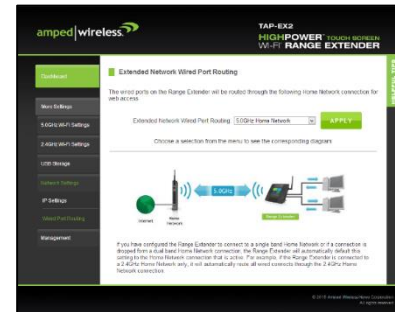 amped wireless
TAP-EX2
HIGHPOWER TOUCH SCREEN
WI-FI RANGE EXTENDER
Dashboard
More Settings
5.0GHz Wi-Fi Settings
2.4GHz Wi-Fi Settings
USB Storage
Network Settings
IP Settings
Wired Port Routing
Management
Extended Network Wired Port Routing
The wired ports on the Range Extender will be routed through the following Home Network connection for
web access.
Extended Network Wired Port Routing 5.0GHz Home Network APPLY
Choose a selection from the menu to see the corresponding diagram
5.0GHz
Internet
Home
Network
Range Extender
If you have configured the Range Extender to connect to a single band Home Network or if a connection is
dropped from a dual band Home Network connection, the Range Extender will automatically default this
setting to the Home Network connection that is active. For example, if the Range Extender is connected to
a 2.4GHz Home Network only, it will automatically route all wired connects through the 2.4GHz Home
Network connection.
All rights reserved.